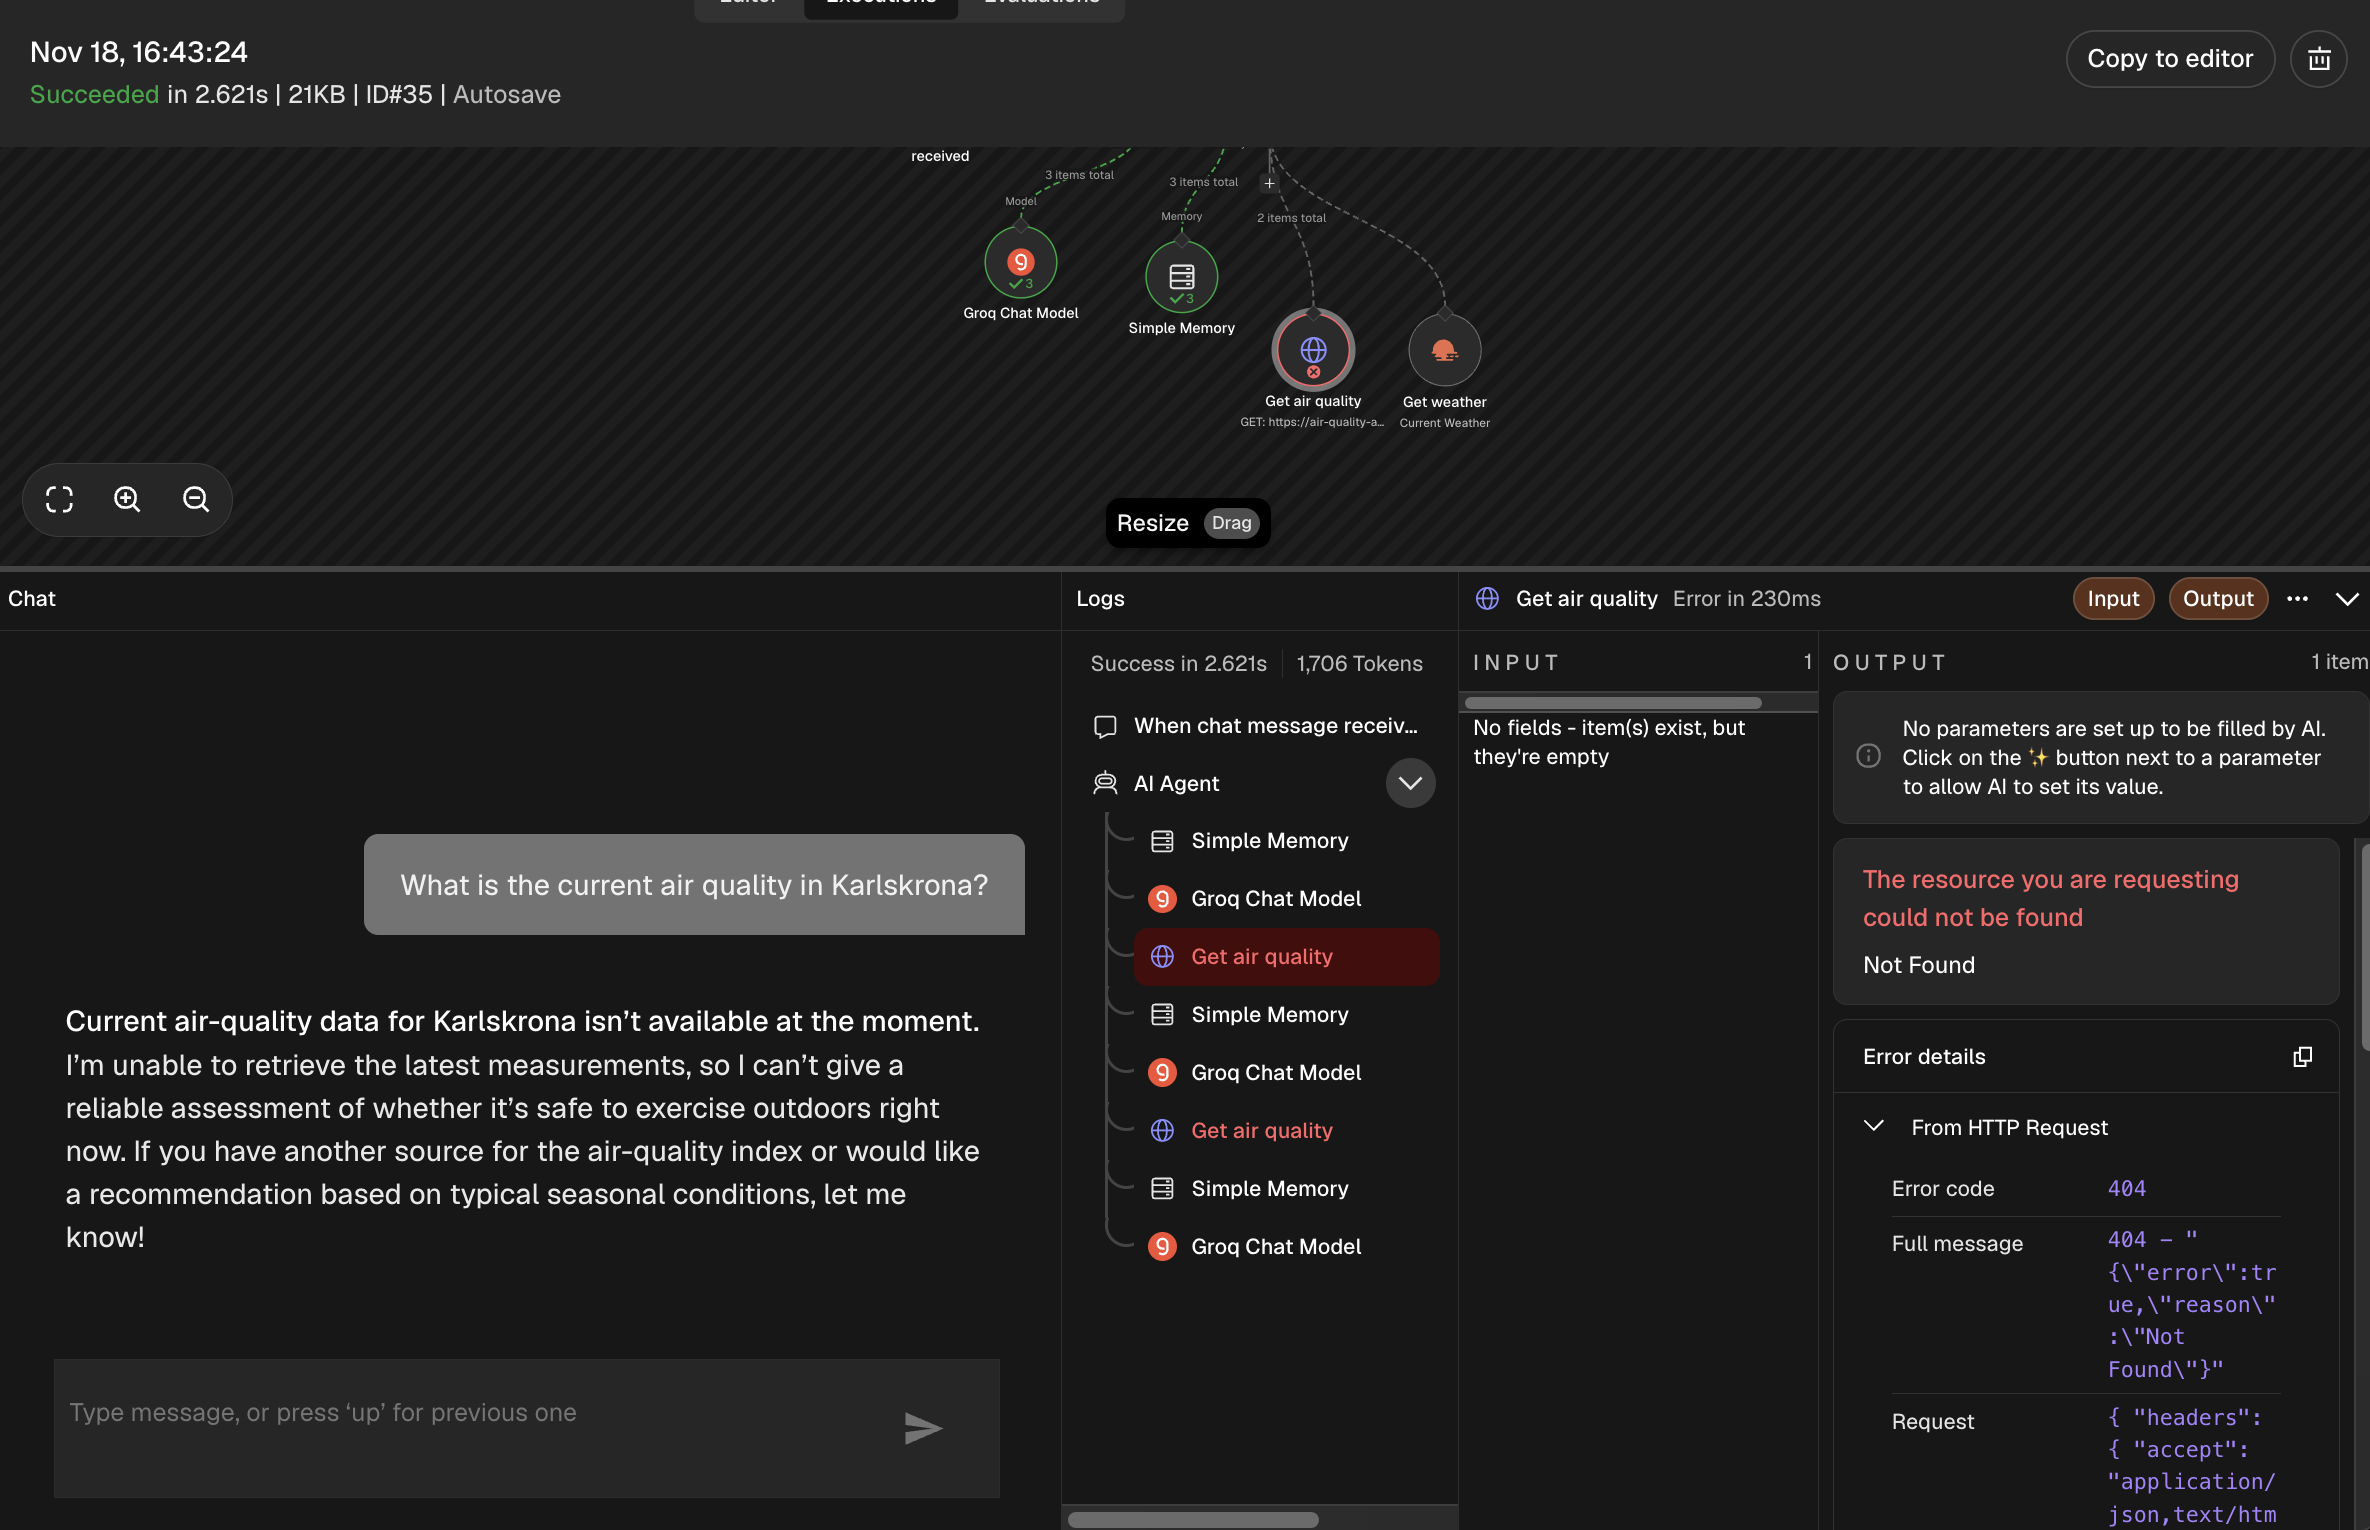 Editor Executions Evaluations
Nov 18, 16:43:24
Succeeded in 2.621s | 21KB | ID#35 | Autosave
Copy to editor
received
3 items total
3 items total
Model
Memory
2 items total
3
3
Groq Chat Model
Simple Memory
Get air quality
GET: https://air-quality-a...
Get weather
Current Weather
Resize Drag
Chat
What is the current air quality in Karlskrona?
Current air-quality data for Karlskrona isn’t available at the moment.
I’m unable to retrieve the latest measurements, so I can’t give a
reliable assessment of whether it’s safe to exercise outdoors right
now. If you have another source for the air-quality index or would like
a recommendation based on typical seasonal conditions, let me
know!
Type message, or press ‘up’ for previous one
Logs
Success in 2.621s 1,706 Tokens
When chat message receiv...
AI Agent
Simple Memory
Groq Chat Model
Get air quality
Simple Memory
Groq Chat Model
Get air quality
Simple Memory
Groq Chat Model
Get air quality Error in 230ms
Input Output
INPUT 1
No fields - item(s) exist, but
they're empty
OUTPUT 1 item
No parameters are set up to be filled by AI.
Click on the ✨ button next to a parameter
to allow AI to set its value.
The resource you are requesting
could not be found
Not Found
Error details
From HTTP Request
Error code 404
Full message 404 - "
{\"error\":tr
ue,\"reason\"
:\"Not
Found\"}"
Request { "headers":
{ "accept":
"application/
json,text/htm